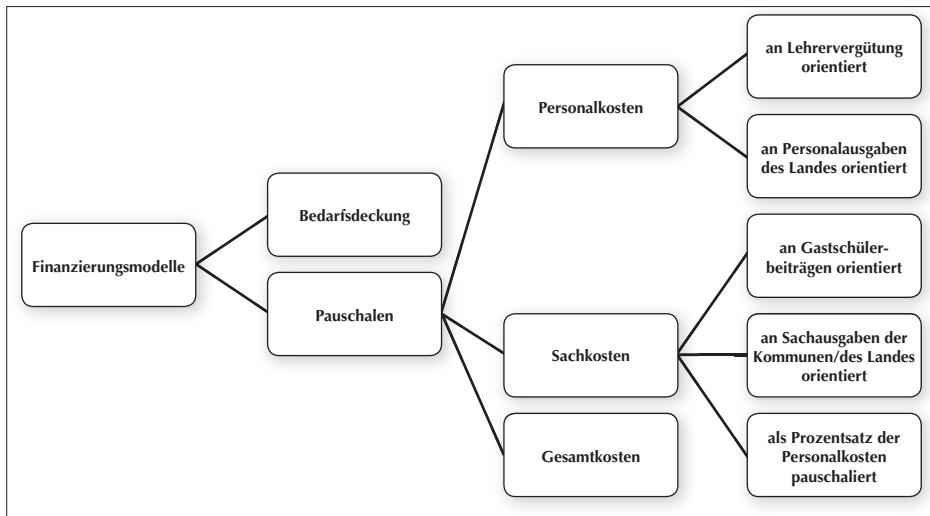 Finanzierungsmodelle
Bedarfsdeckung
Pauschalen
Personalkosten
Sachkosten
Gesamtkosten
an Lehrervergütung
orientiert
an Personalausgaben
des Landes orientiert
an Gastschüler-
beiträgen orientiert
an Sachausgaben der
Kommunen/des Landes
orientiert
als Prozentsatz der
Personalkosten
pauschaliert